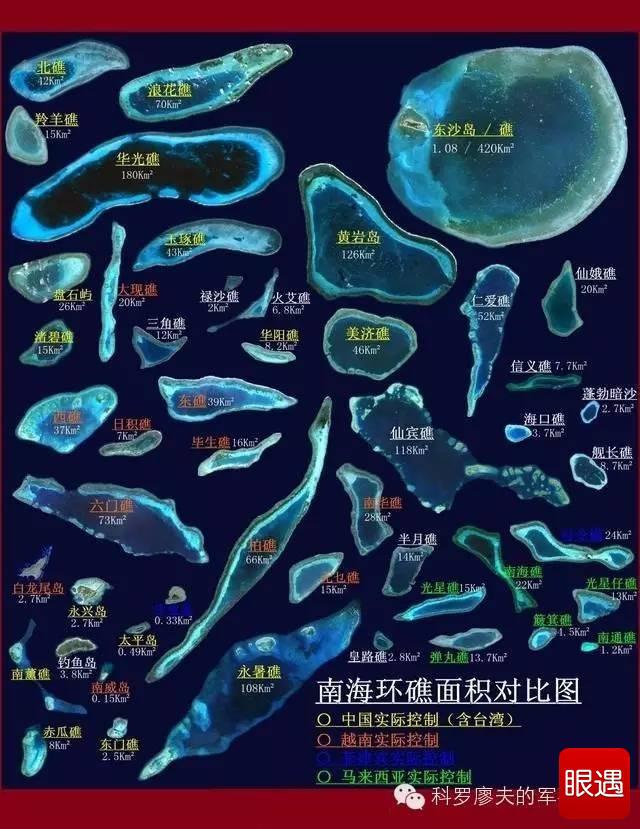 北礁
42Km²
浪花礁
70Km²
羚羊礁
15Km²
东沙岛 / 礁
1.08 / 420Km²
华光礁
180Km²
玉琢礁
43Km²
黄岩岛
126Km²
盘石屿
26Km²
大现礁
20Km²
禄沙礁
2Km²
火艾礁
6.8Km²
仁爱礁
52Km²
仙娥礁
20Km²
渚碧礁
15Km²
三角礁
12Km²
华阳礁
8.2Km²
美济礁
46Km²
信义礁 7.7Km²
蓬勃暗沙
2.7Km²
西礁
37Km²
东礁 39Km²
日积礁
7Km²
毕生礁 16Km²
仙宾礁
118Km²
海口礁
3.7Km²
舰长礁
8.7Km²
六门礁
73Km²
柏礁
66Km²
南华礁
28Km²
半月礁
14Km²
24Km²
南海礁
22Km²
白龙尾岛
2.7Km²
永兴岛
2.7Km²
0.33Km²
15Km²
光星礁 15Km²
光星仔礁
13Km²
太平岛
0.49Km²
簸箕礁
4.5Km²
南通礁
1.2Km²
南薰礁
钓鱼岛
3.8Km²
南威岛
0.15Km²
永暑礁
108Km²
皇路礁 2.8Km²
弹丸礁 13.7Km²
赤瓜礁
8Km²
东门礁
2.5Km²
南海环礁面积对比图
中国实际控制（含台湾）
越南实际控制
菲律宾实际控制
马来西亚实际控制
科罗廖夫的军
眼遇